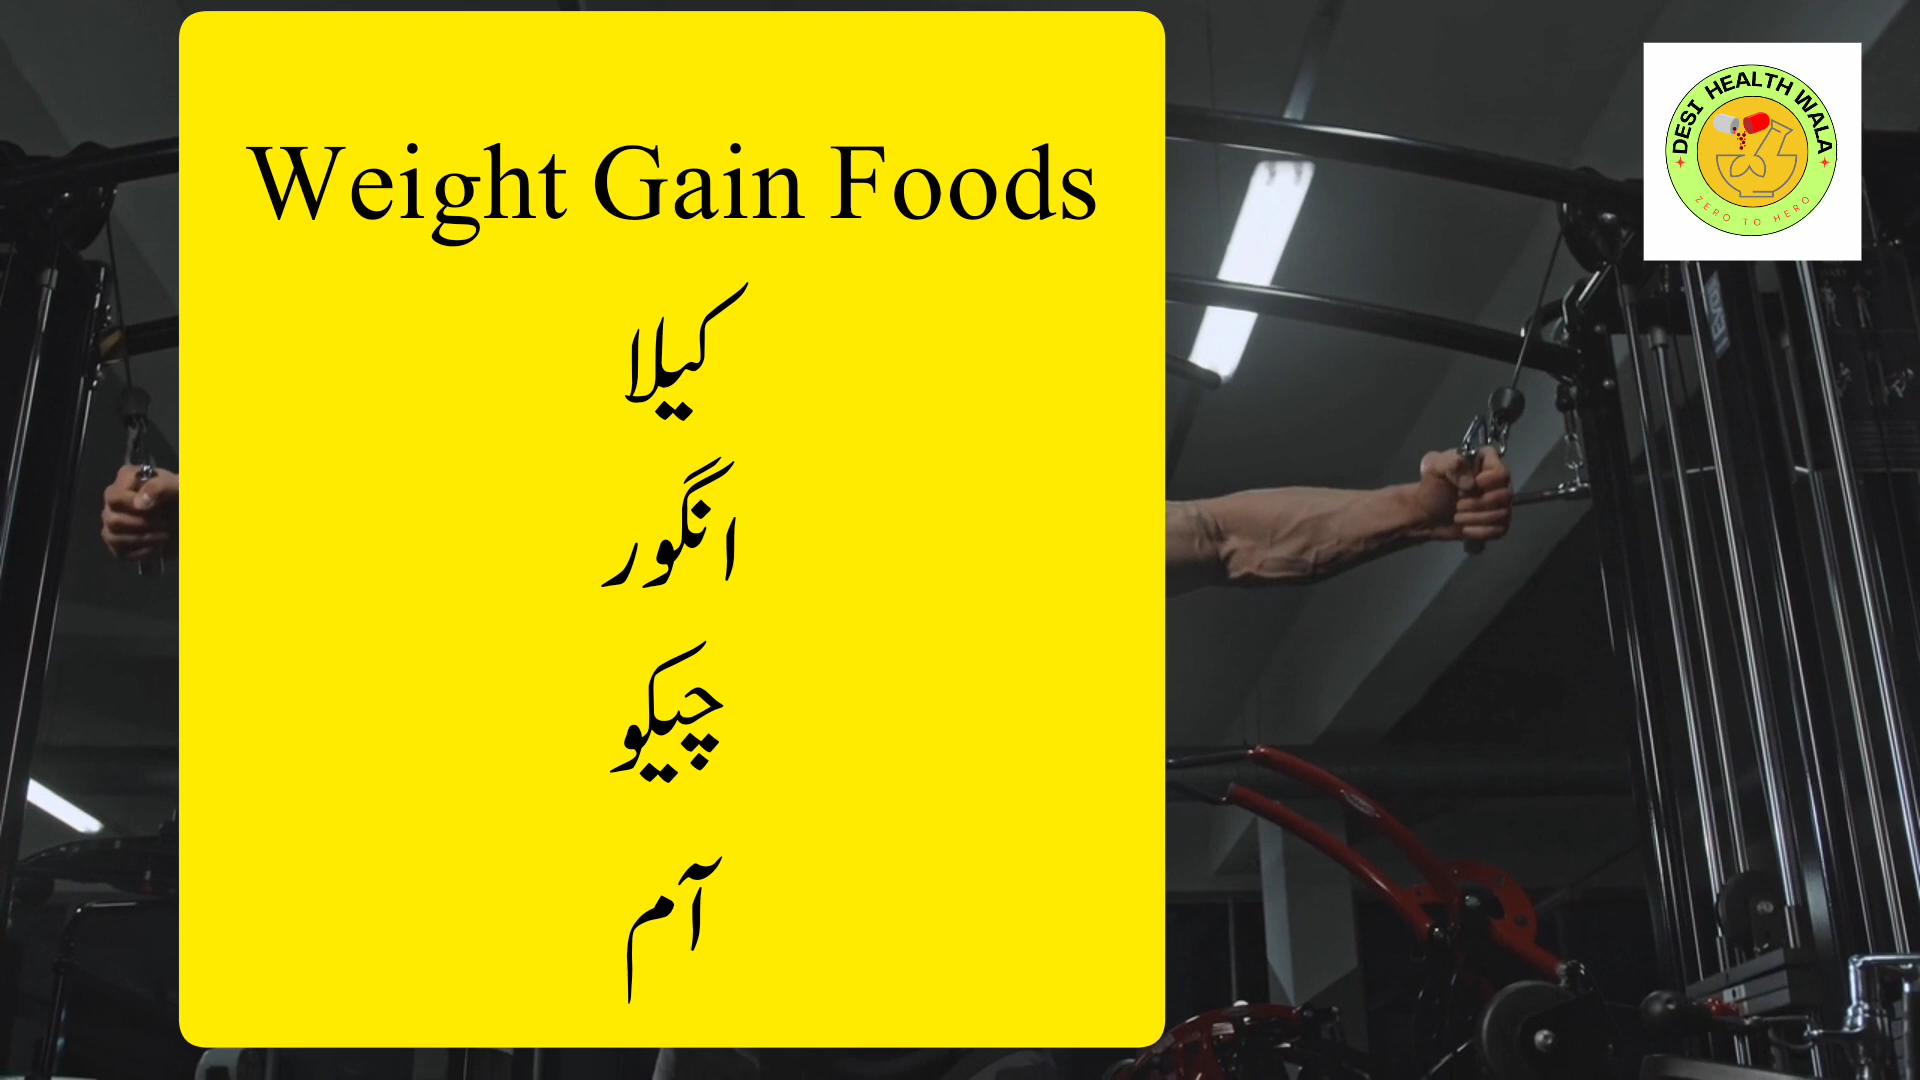 Weight Gain Foods
کیلا
انگور
چیکو
آم
DESI HEALTH WALA
ZERO TO HERO